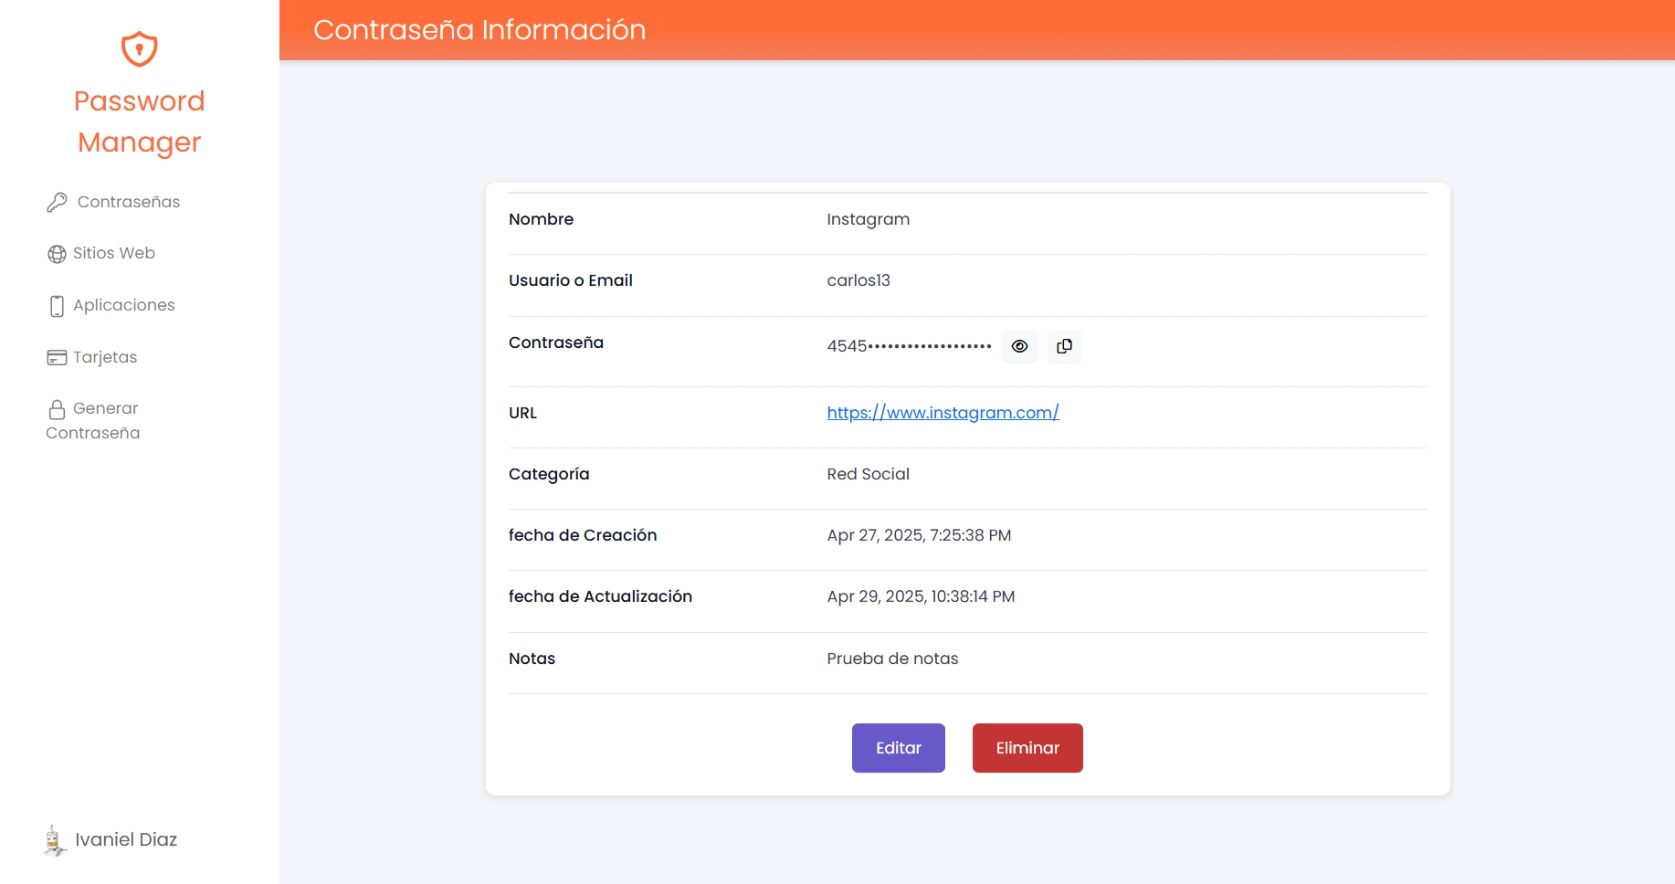 Password
Manager
Contraseñas
Sitios Web
Aplicaciones
Tarjetas
Generar
Contraseña
Ivaniel Diaz
Contraseña Información
Nombre Instagram
Usuario o Email carlos13
Contraseña 4545•••••••••••••••••••
URL https://www.instagram.com/
Categoría Red Social
fecha de Creación Apr 27, 2025, 7:25:38 PM
fecha de Actualización Apr 29, 2025, 10:38:14 PM
Notas Prueba de notas
Editar Eliminar